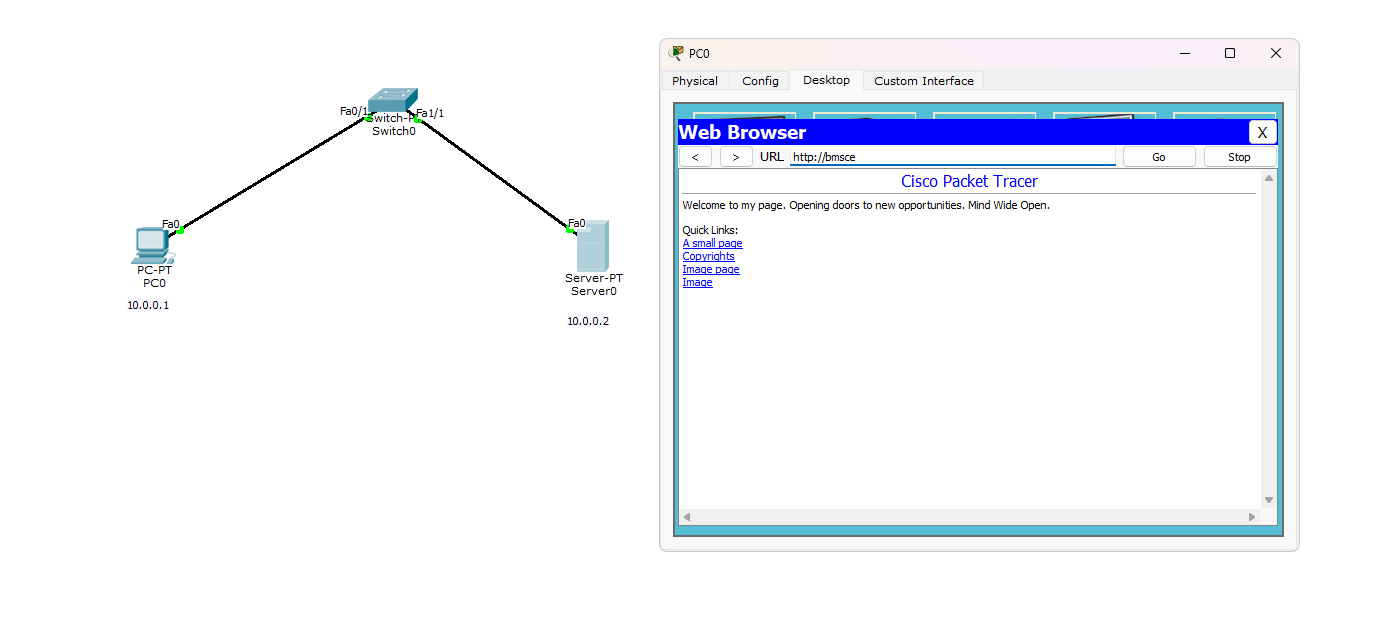 Fa0/1
Fa1/1
Switch-P
Switch0
Fa0
PC-PT
PC0
10.0.0.1
Fa0
Server-PT
Server0
10.0.0.2
PC0
Physical Config Desktop Custom Interface
Web Browser X
< > URL http://bmsce Go Stop
Cisco Packet Tracer
Welcome to my page. Opening doors to new opportunities. Mind Wide Open.
Quick Links:
A small page
Copyrights
Image page
Image